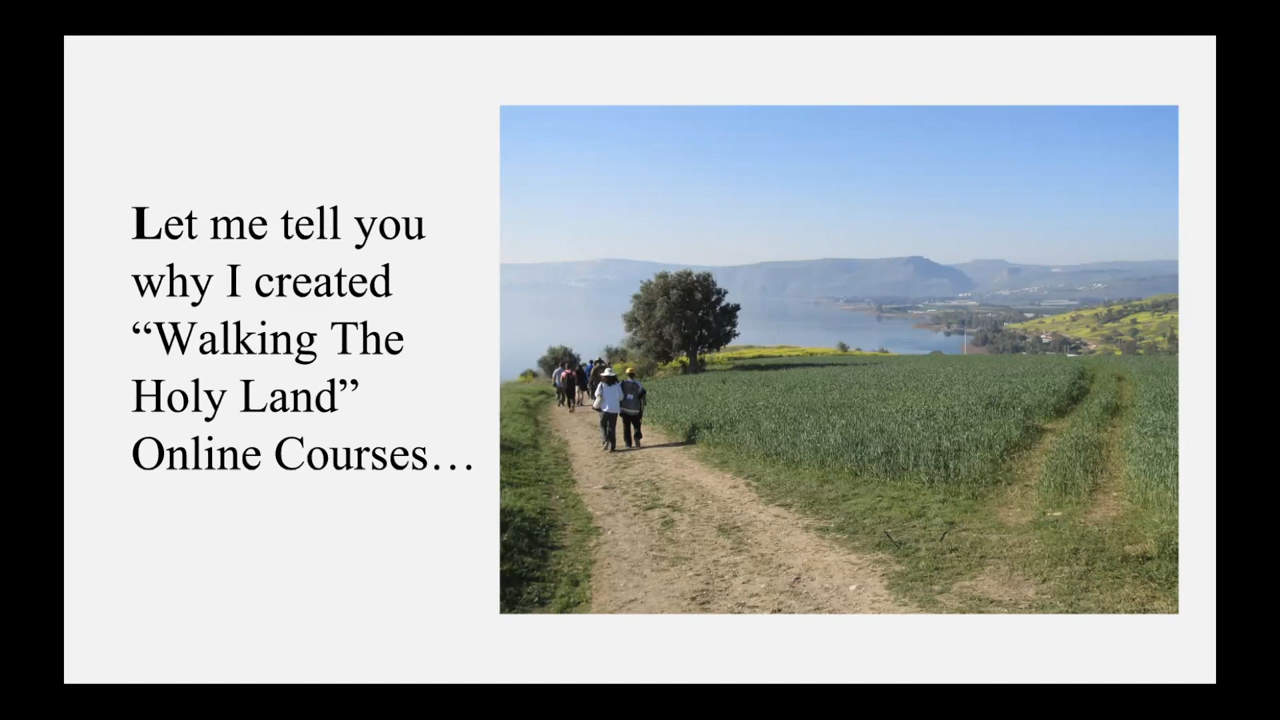 Let me tell you
why I created
“Walking The
Holy Land”
Online Courses…